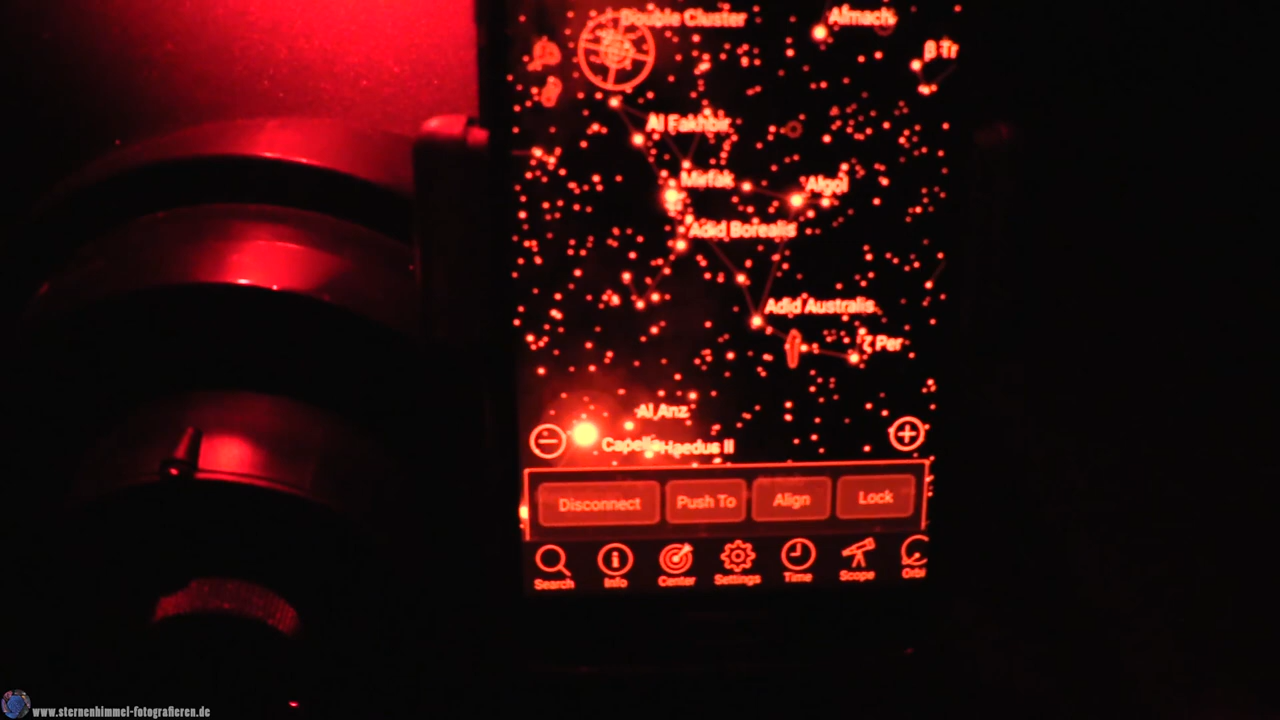 Double Cluster
Almach
β Tr
Al Fakhbir
Mirfak
Algol
Adid Borealis
Adid Australis
ζ Per
Al Anz
Capella
Haedus II
Disconnect
Push To
Align
Lock
Search
Info
Center
Settings
Time
Scope
Orbi
www.sternenhimmel-fotografieren.de